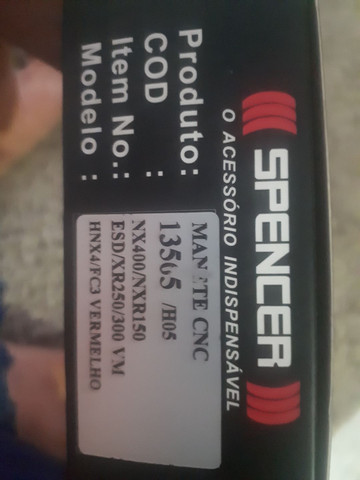 SPENCER
O ACESSÓRIO INDISPENSÁVEL
Produto:
COD :
Item No.:
Modelo :
CNC
13565 /H05
NX400/NXR150
ESD/XR250/300 VM
HNX4/FC3 VERMELHO